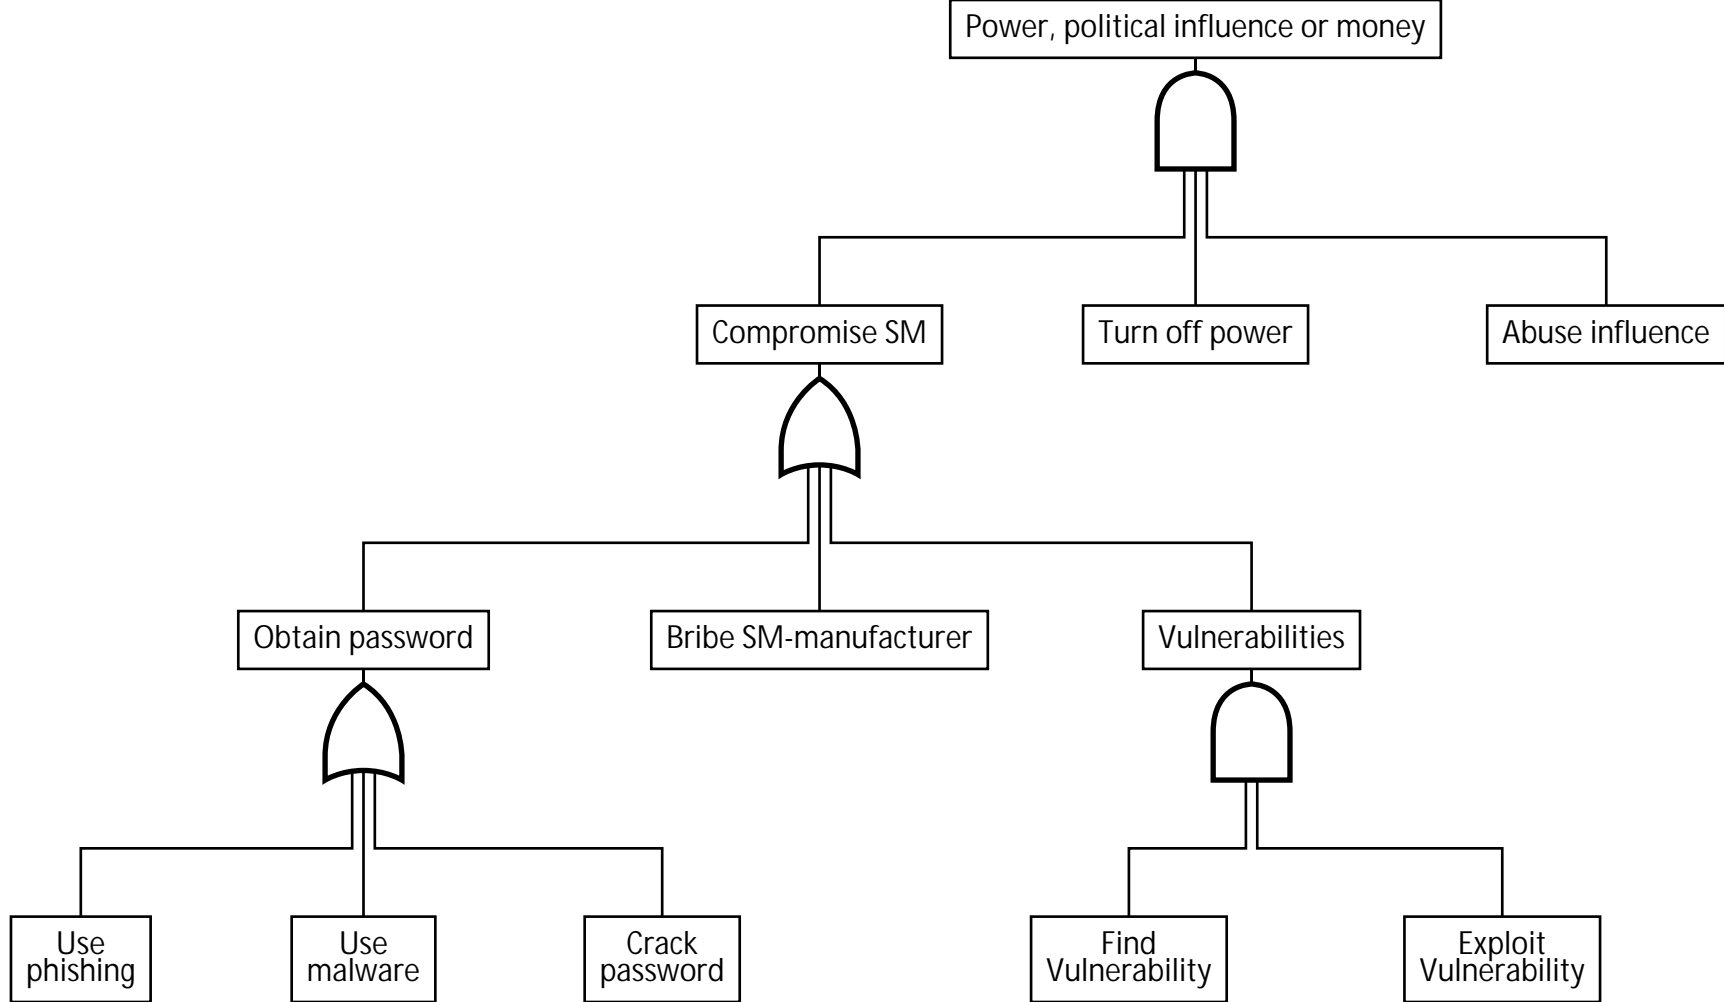 Power, political influence or money
Compromise SM
Turn off power
Abuse influence
Obtain password
Bribe SM-manufacturer
Vulnerabilities
Use
phishing
Use
malware
Crack
password
Find
Vulnerability
Exploit
Vulnerability